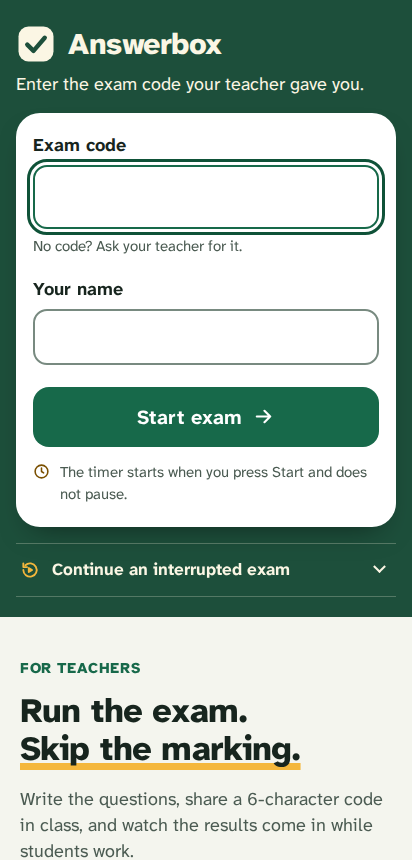 Answerbox
Enter the exam code your teacher gave you.
Exam code
No code? Ask your teacher for it.
Your name
Start exam →
The timer starts when you press Start and does
not pause.
Continue an interrupted exam
FOR TEACHERS
Run the exam.
Skip the marking.
Write the questions, share a 6-character code
in class, and watch the results come in while
students work.